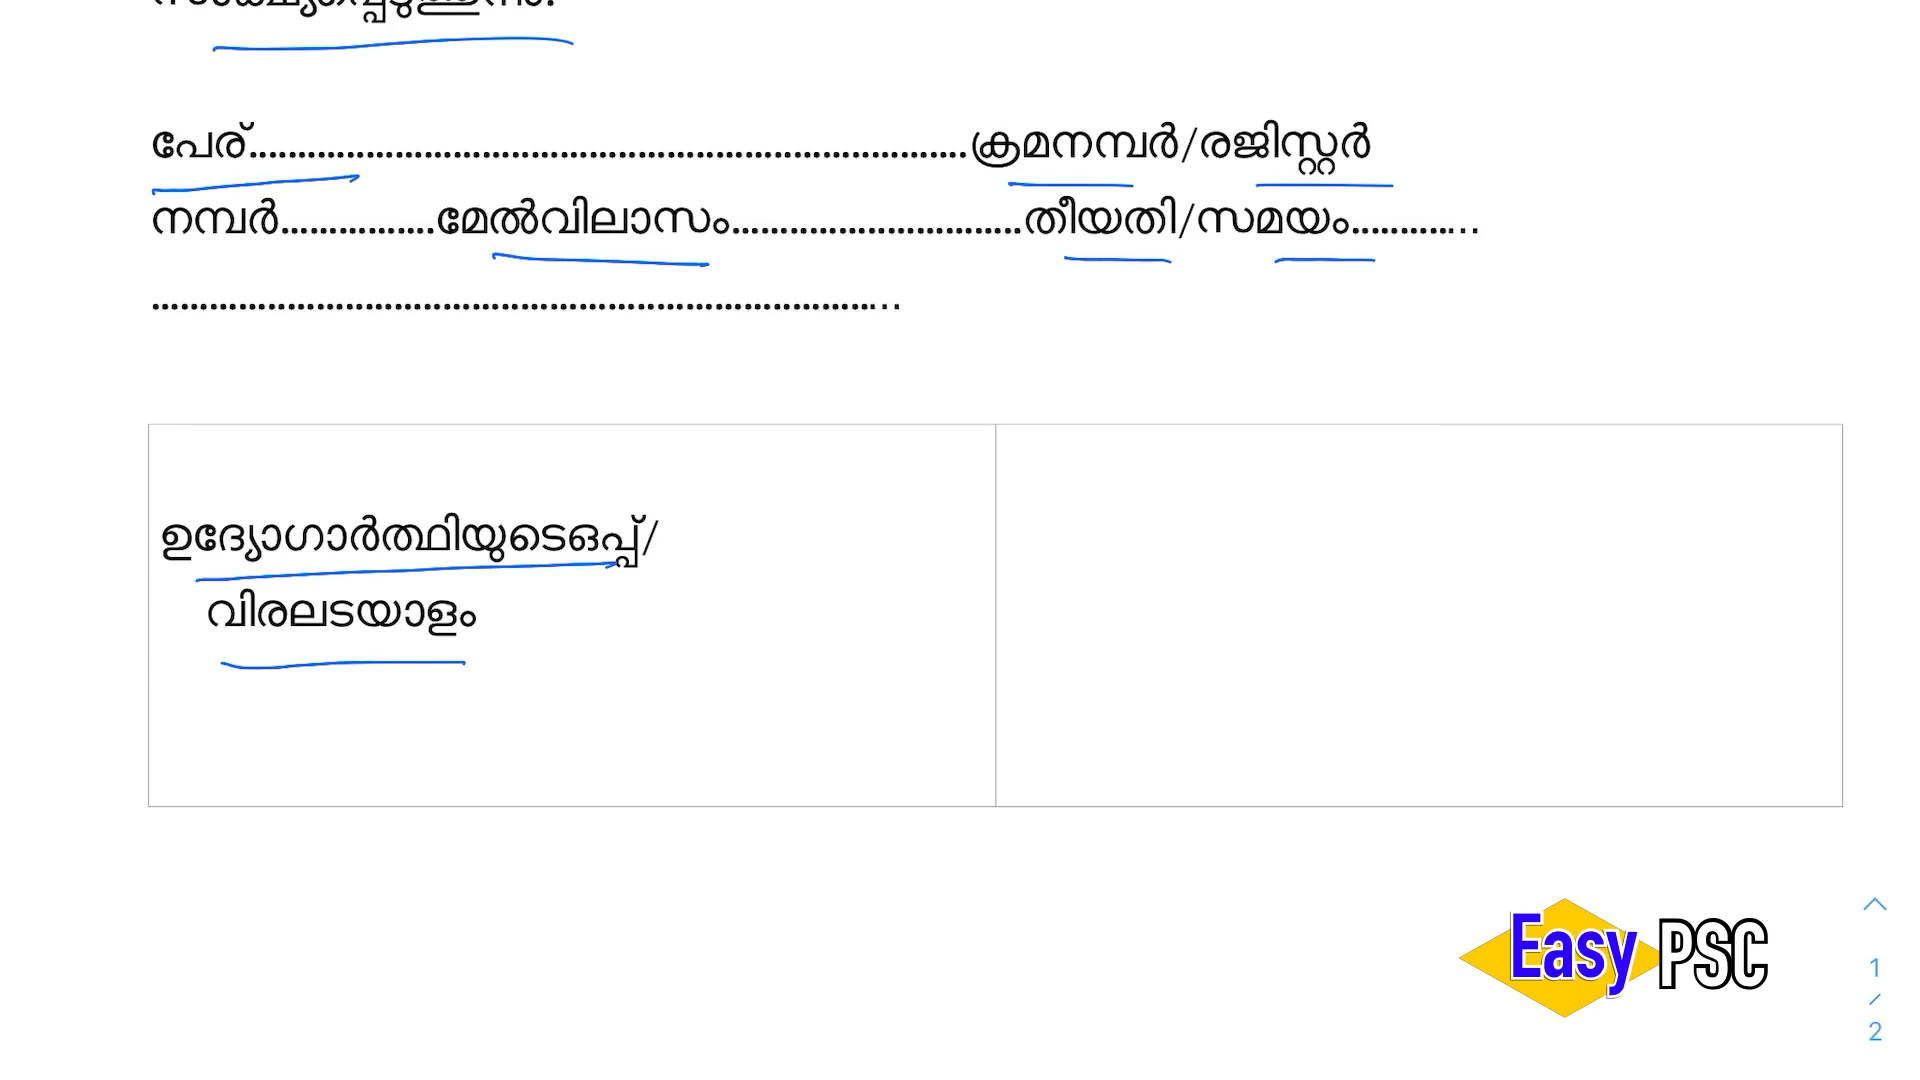 പേര്...........................................................................ക്രമനമ്പർ/രജിസ്റ്റർ
നമ്പർ................മേൽവിലാസം..............................തീയതി/സമയം.............
..............................................................................
ഉദ്യോഗാർത്ഥിയുടെഒപ്പ്/
വിരലടയാളം
Easy PSC
1
/
2